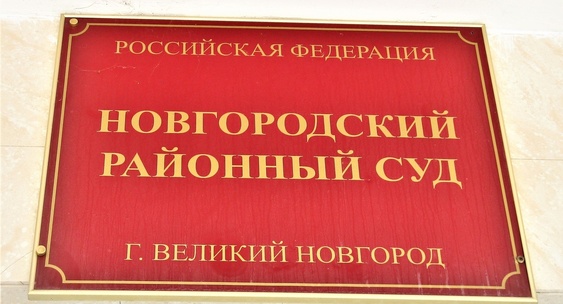 РОССИЙСКАЯ ФЕДЕРАЦИЯ
НОВГОРОДСКИЙ
РАЙОННЫЙ СУД
Г. ВЕЛИКИЙ НОВГОРОД